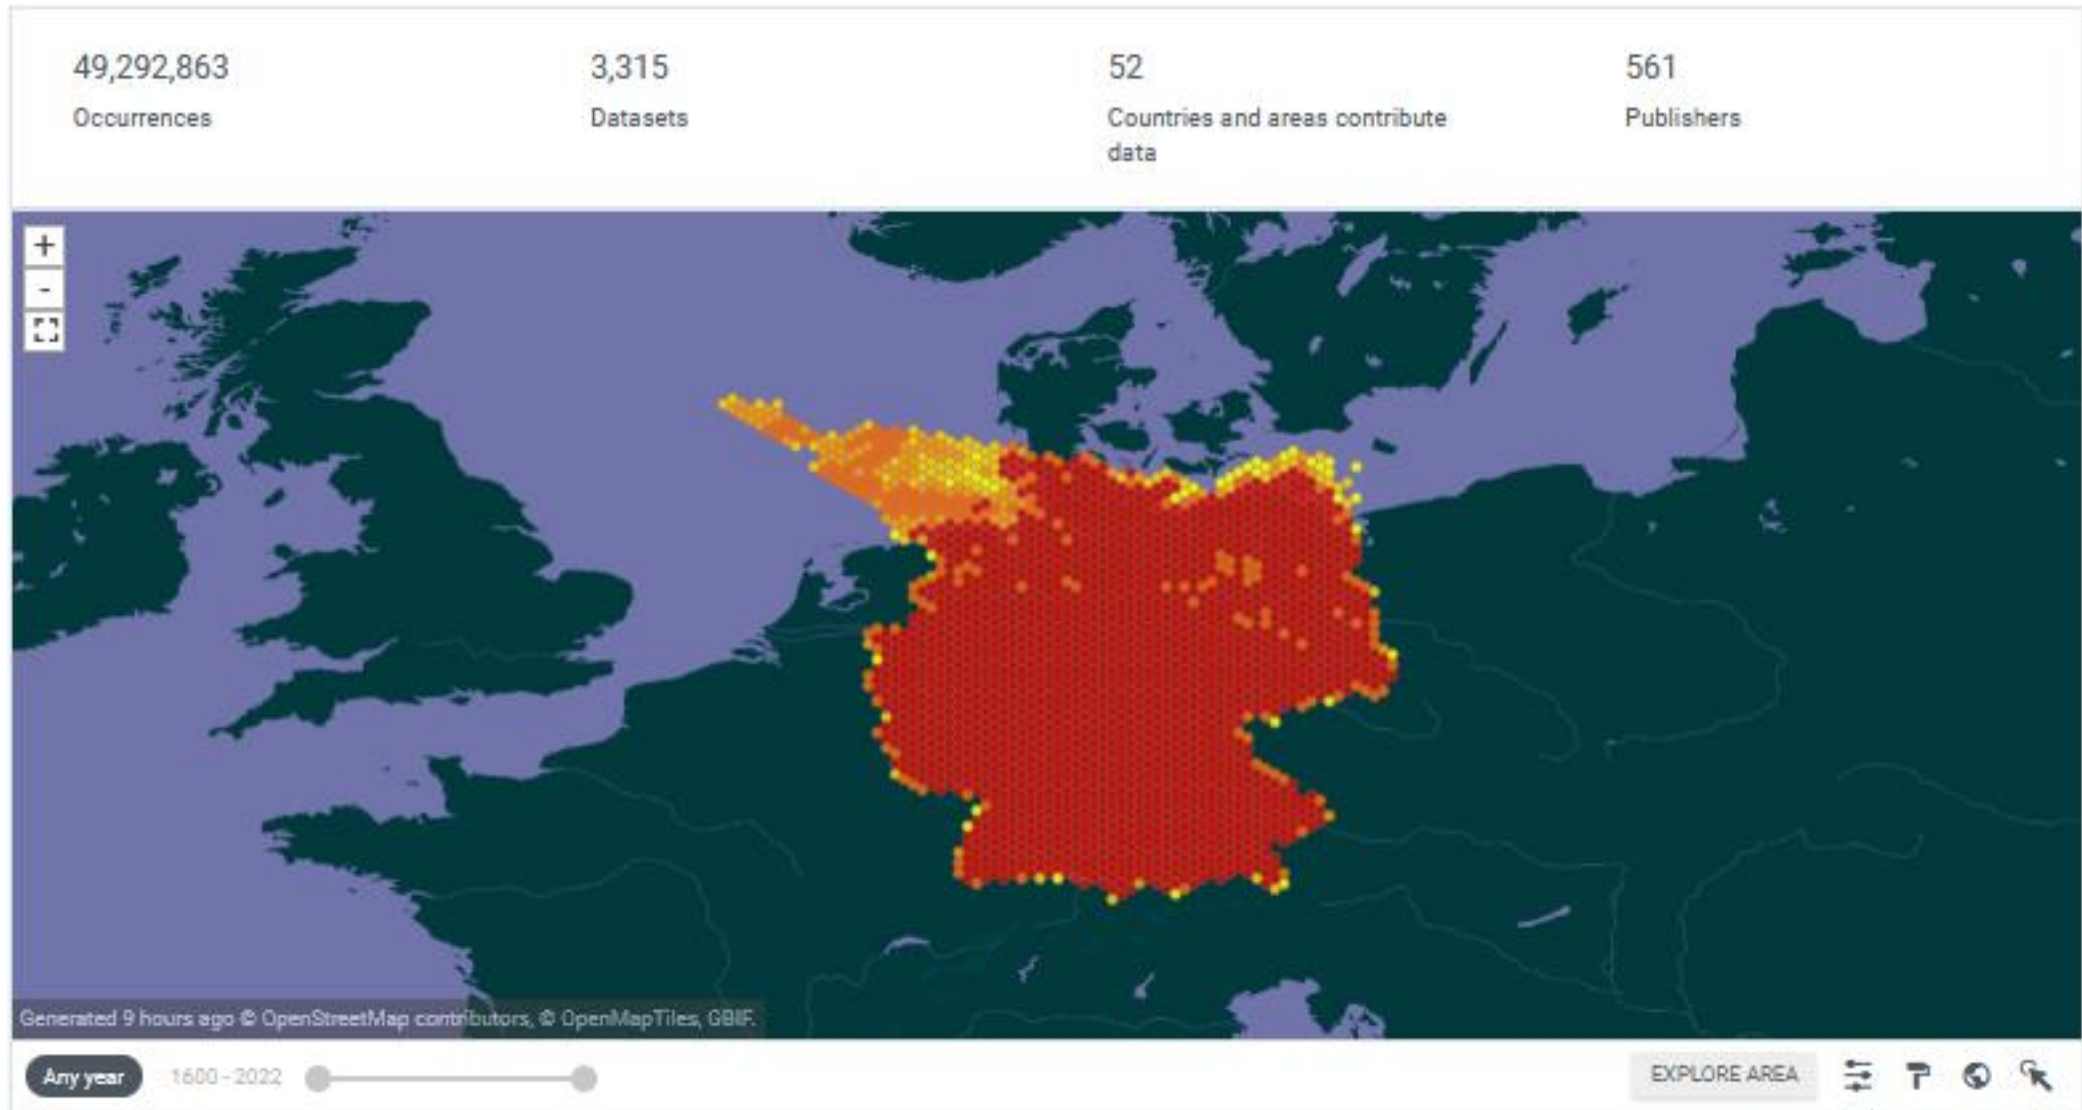 49,292,863
3,315
52
561
Occurrences
Datasets
Countries and areas contribute
data
Publishers
+
-
Generated 9 hours ago © OpenStreetMap contributors, © OpenMapTiles, GBIF.
Any year
1600 - 2022
EXPLORE AREA